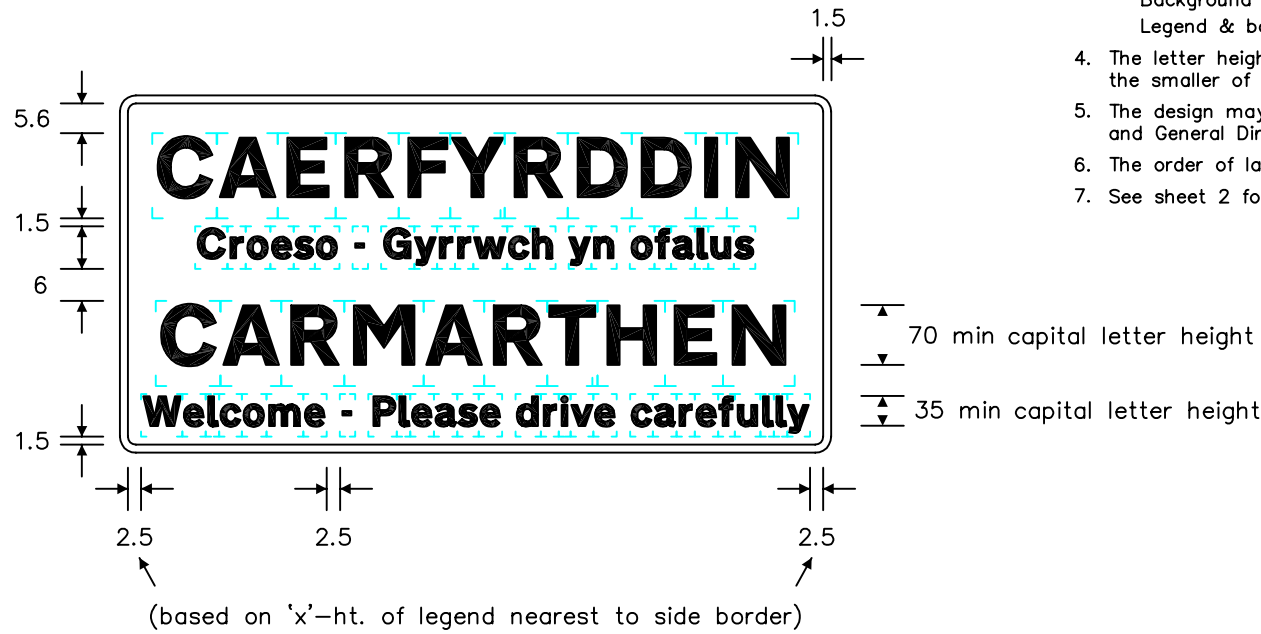 1.5
Background
Legend & bo
4. The letter heigh
the smaller of
5. The design may
and General Dir
6. The order of la
7. See sheet 2 fo
5.6
CAERFYRDDIN
1.5
Croeso - Gyrrwch yn ofalus
6
CARMARTHEN
70 min capital letter height
Welcome - Please drive carefully
35 min capital letter height
1.5
2.5 2.5 2.5
(based on 'x'-ht. of legend nearest to side border)